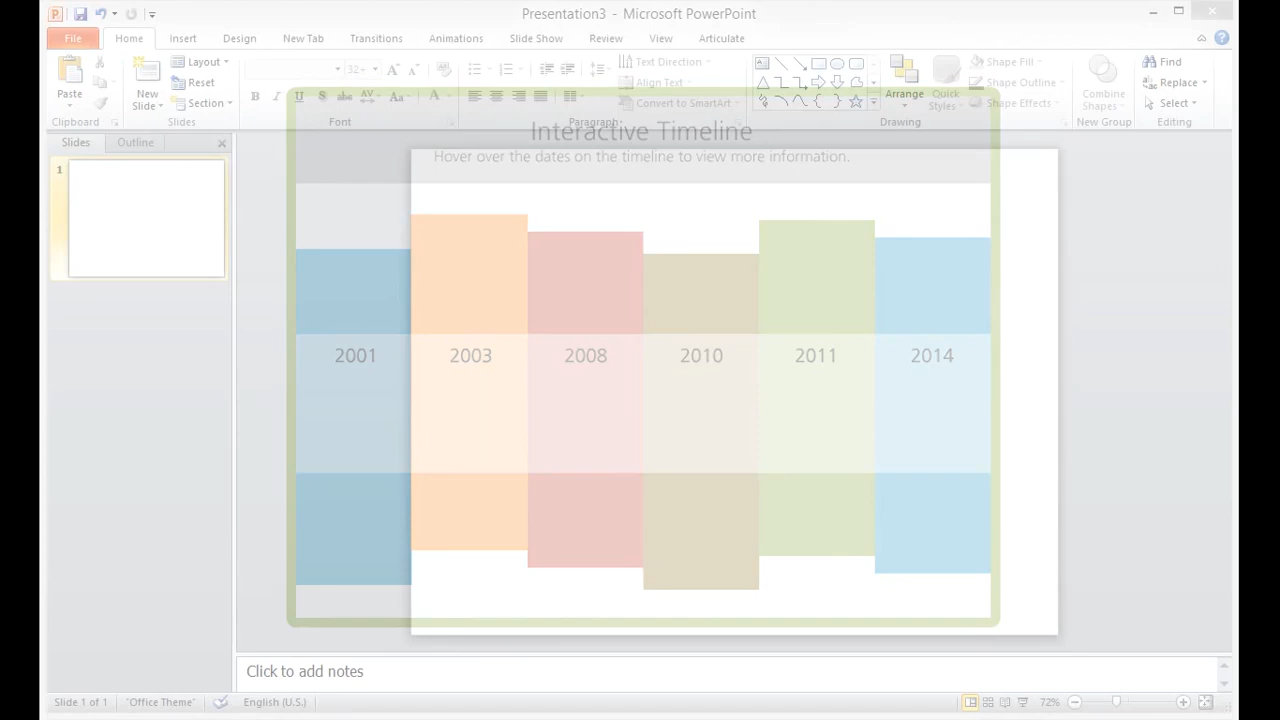 Presentation3 - Microsoft PowerPoint
File Home Insert Design New Tab Transitions Animations Slide Show Review View Articulate
Paste
Clipboard
New Slide
Layout
Reset
Section
Slides
32
B I U S abc AV Aa A
Font
Text Direction
Align Text
Convert to SmartArt
Paragraph
Arrange
Quick Styles
Shape Fill
Shape Outline
Shape Effects
Drawing
Combine Shapes
New Group
Find
Replace
Select
Editing
Slides Outline
1
Interactive Timeline
Hover over the dates on the timeline to view more information.
2001 2003 2008 2010 2011 2014
Click to add notes
Slide 1 of 1 "Office Theme" English (U.S.) 72%